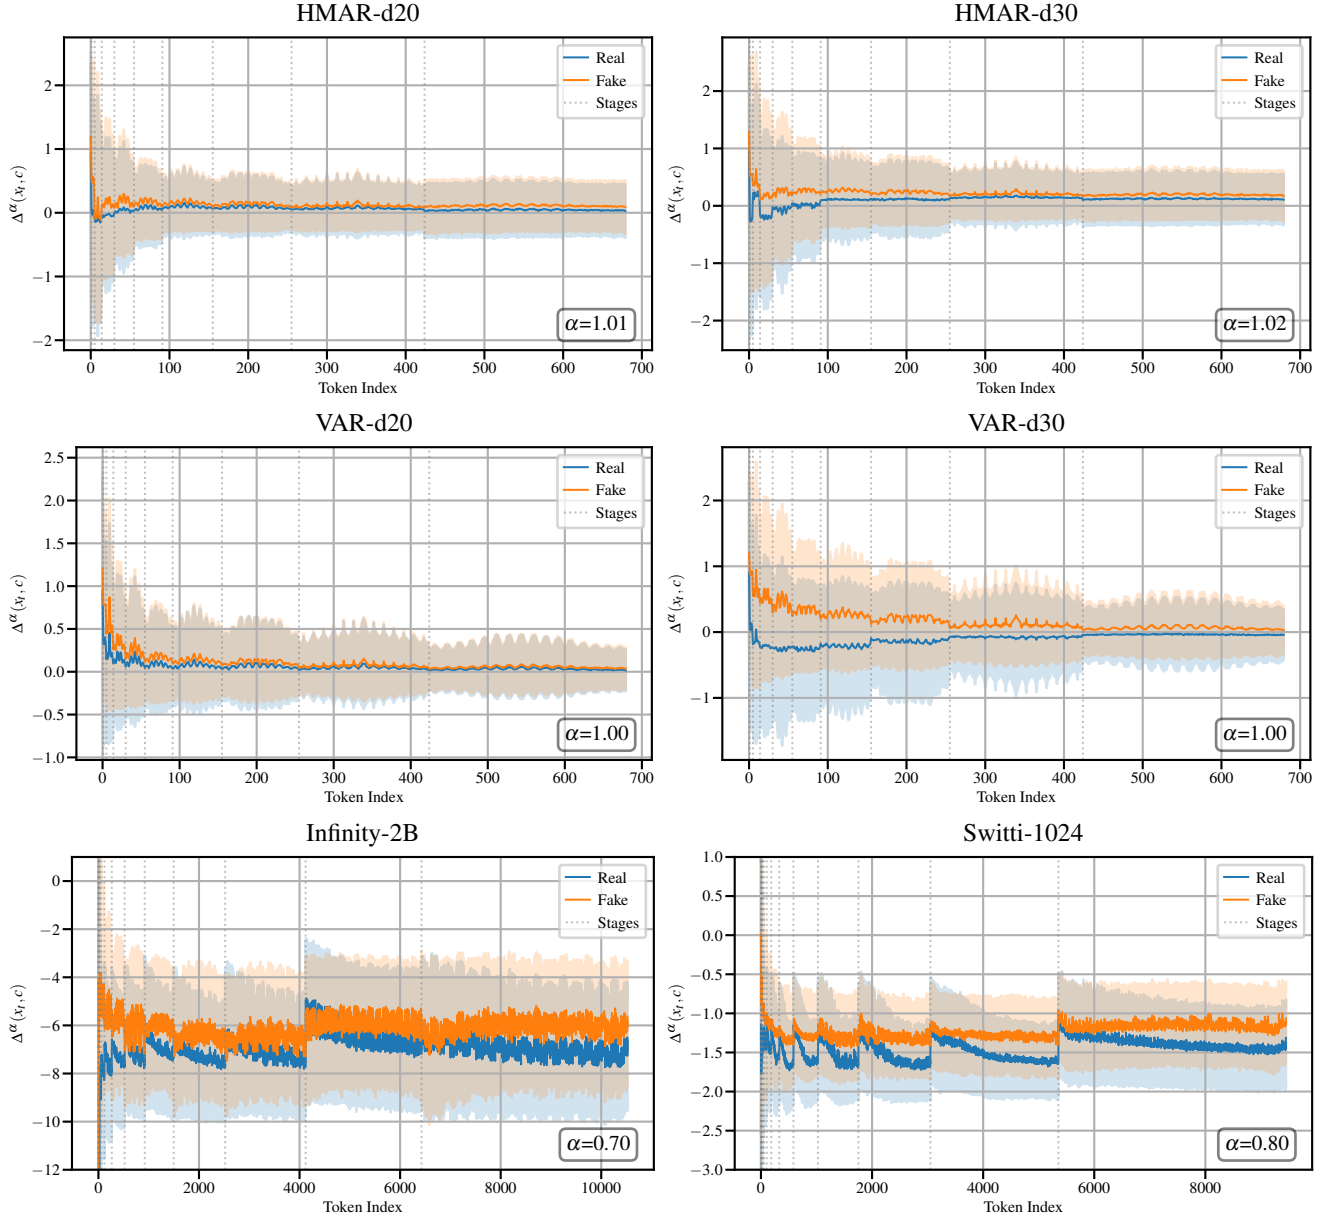 HMAR-d20
Δ^α(x_t, c)
2
1
0
−1
−2
Real
Fake
Stages
α=1.01
0 100 200 300 400 500 600 700
Token Index
HMAR-d30
Δ^α(x_t, c)
2
1
0
−1
−2
Real
Fake
Stages
α=1.02
0 100 200 300 400 500 600 700
Token Index
VAR-d20
Δ^α(x_t, c)
2.5
2.0
1.5
1.0
0.5
0.0
−0.5
−1.0
Real
Fake
Stages
α=1.00
0 100 200 300 400 500 600 700
Token Index
VAR-d30
Δ^α(x_t, c)
2
1
0
−1
Real
Fake
Stages
α=1.00
0 100 200 300 400 500 600 700
Token Index
Infinity-2B
Δ^α(x_t, c)
0
−2
−4
−6
−8
−10
−12
Real
Fake
Stages
α=0.70
0 2000 4000 6000 8000 10000
Token Index
Switti-1024
Δ^α(x_t, c)
1.0
0.5
0.0
−0.5
−1.0
−1.5
−2.0
−2.5
−3.0
Real
Fake
Stages
α=0.80
0 2000 4000 6000 8000
Token Index